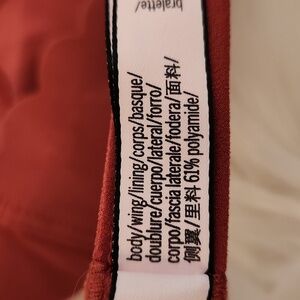 bralette/
body/wing/lining/corps/basque/
doublure/cuerpo/lateral/forro/
corpo/fascia laterale/fodera/面料/
侧翼/里料 61% polyamide/